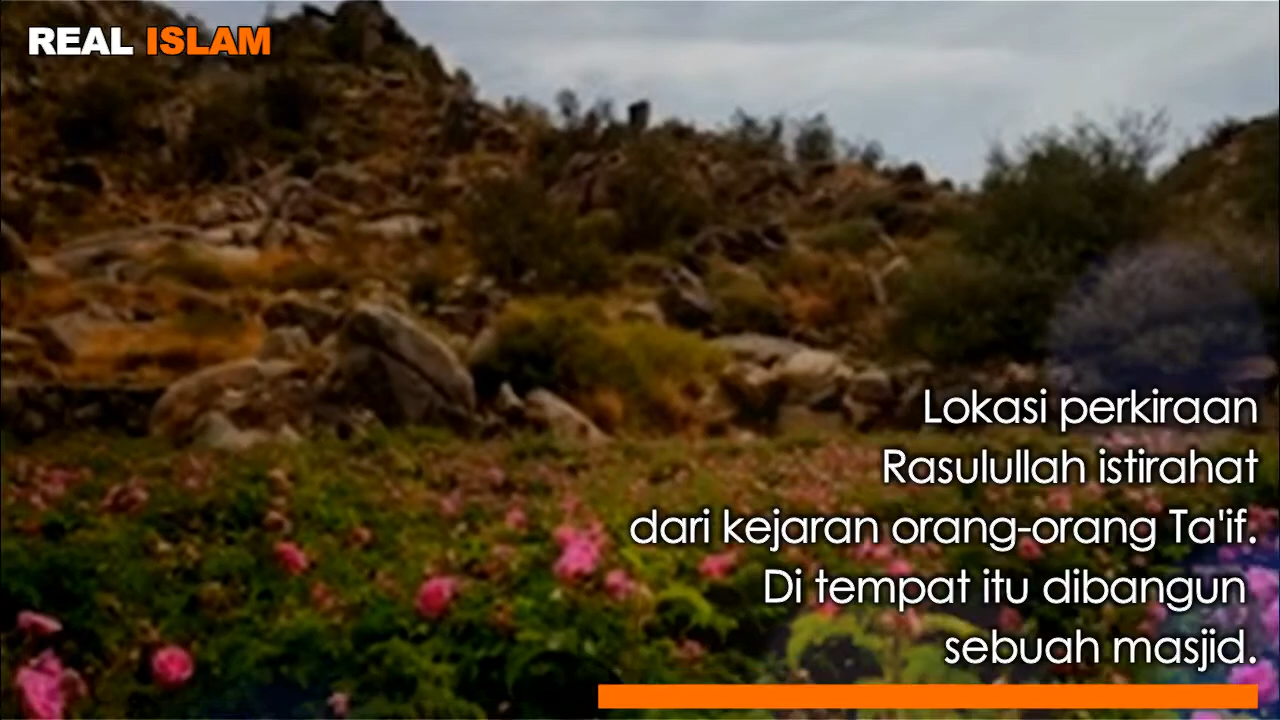 REAL ISLAM
Lokasi perkiraan
Rasulullah istirahat
dari kejaran orang-orang Ta'if.
Di tempat itu dibangun
sebuah masjid.